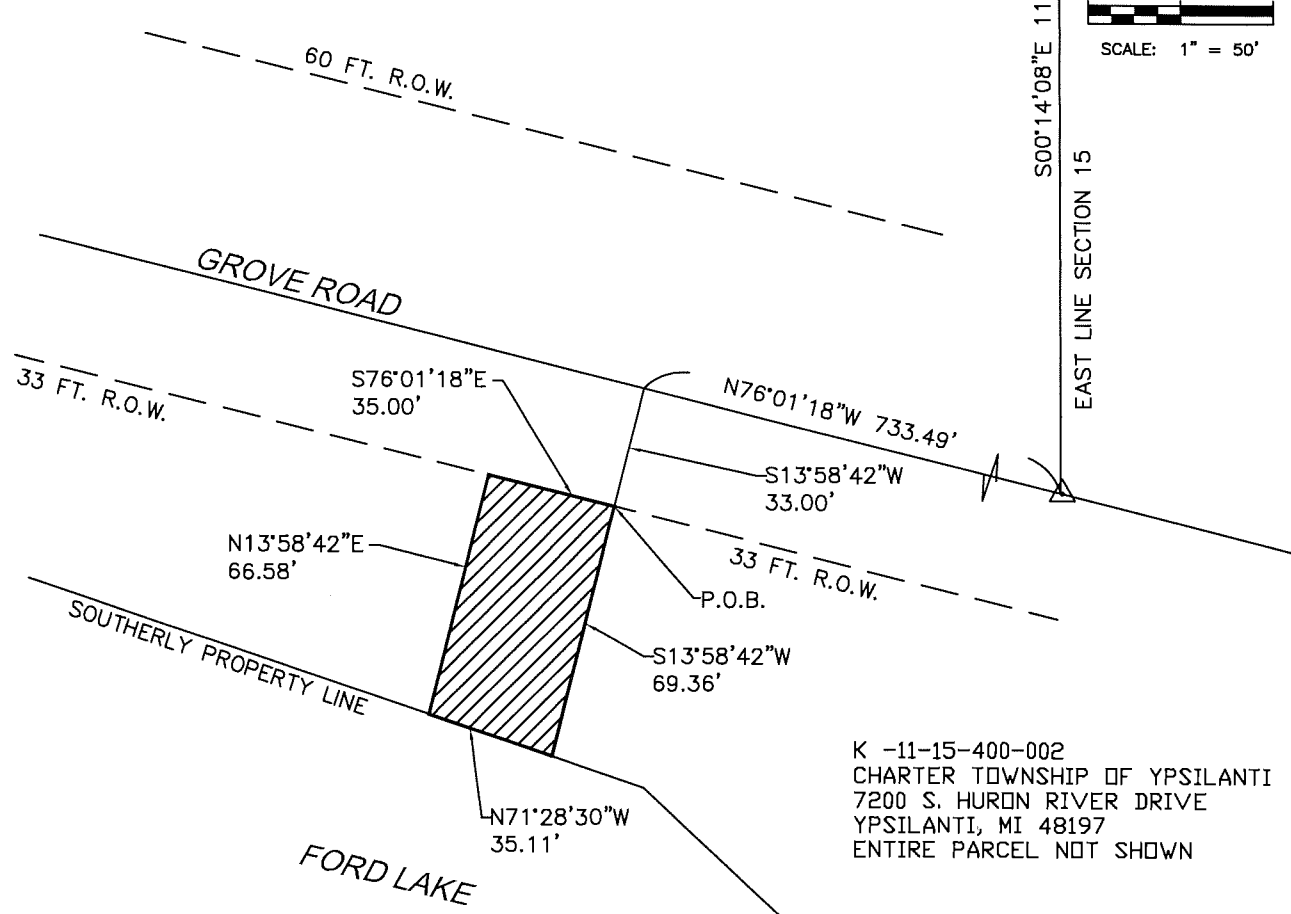 S00°14'08"E 11
SCALE: 1" = 50'
60 FT. R.O.W.
EAST LINE SECTION 15
GROVE ROAD
33 FT. R.O.W.
S76°01'18"E
35.00'
N76°01'18"W 733.49'
S13°58'42"W
33.00'
N13°58'42"E
66.58'
33 FT. R.O.W.
P.O.B.
SOUTHERLY PROPERTY LINE
S13°58'42"W
69.36'
N71°28'30"W
35.11'
FORD LAKE
K -11-15-400-002
CHARTER TOWNSHIP OF YPSILANTI
7200 S. HURON RIVER DRIVE
YPSILANTI, MI 48197
ENTIRE PARCEL NOT SHOWN